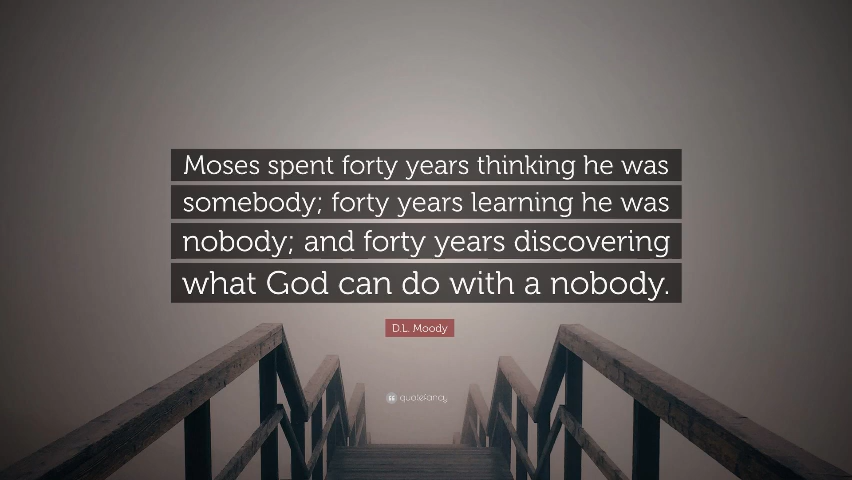 Moses spent forty years thinking he was
somebody; forty years learning he was
nobody; and forty years discovering
what God can do with a nobody.
D.L. Moody
quotefancy